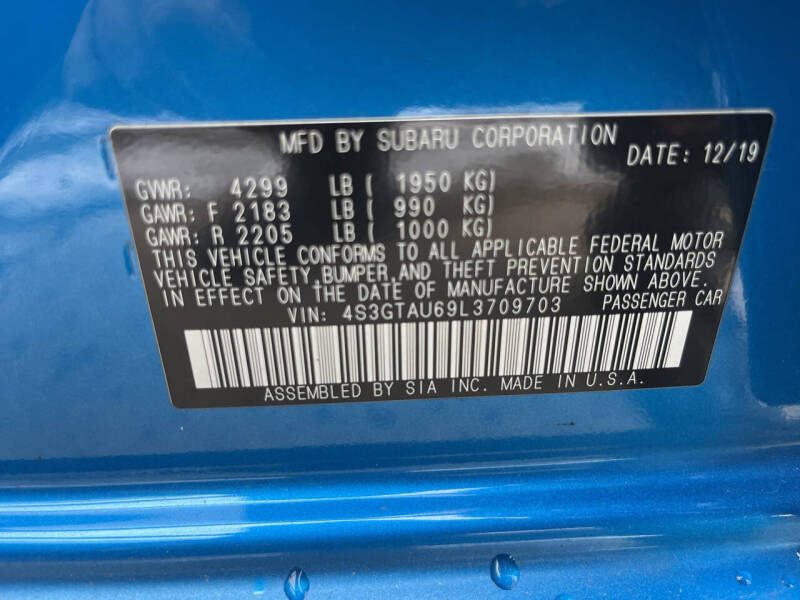 MFD BY SUBARU CORPORATION
DATE: 12/19
GVWR: 4299 LB ( 1950 KG)
GAWR: F 2183 LB ( 990 KG)
GAWR: R 2205 LB ( 1000 KG)
THIS VEHICLE CONFORMS TO ALL APPLICABLE FEDERAL MOTOR
VEHICLE SAFETY,BUMPER,AND THEFT PREVENTION STANDARDS
IN EFFECT ON THE DATE OF MANUFACTURE SHOWN ABOVE.
VIN: 4S3GTAU69L3709703 PASSENGER CAR
ASSEMBLED BY SIA INC. MADE IN U.S.A.